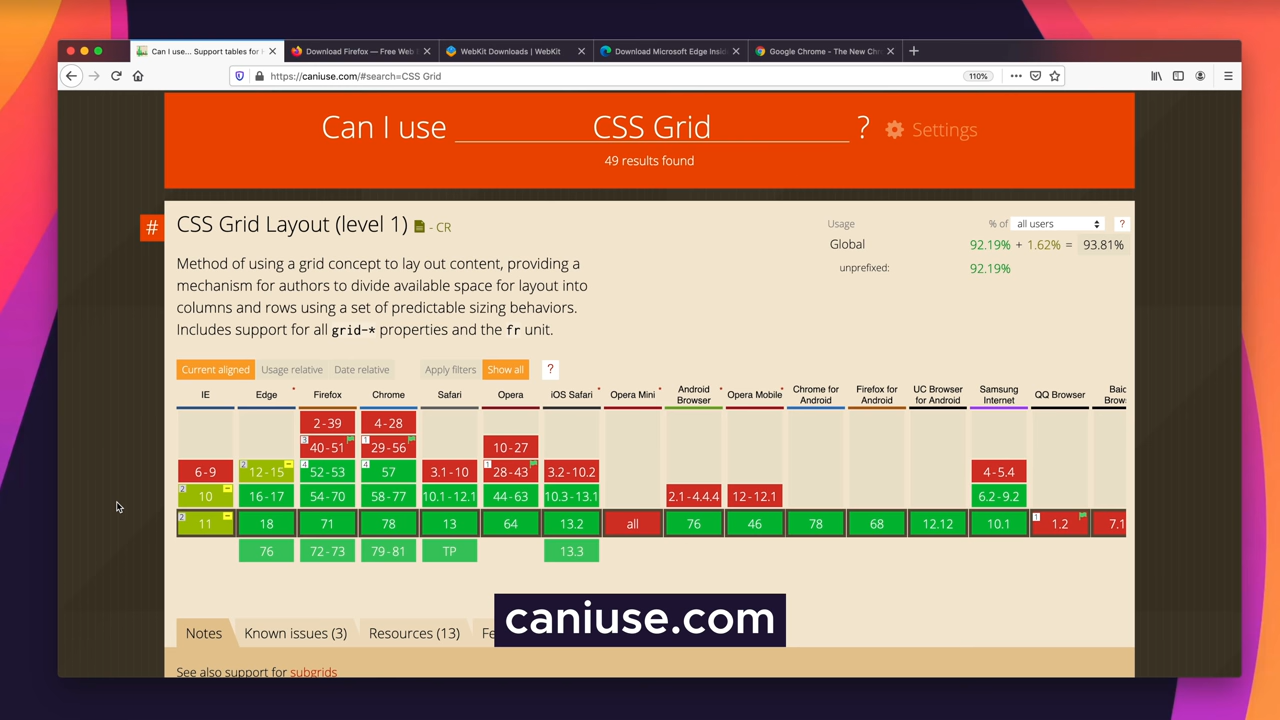 Can I use... Support tables for H
Download Firefox — Free Web
WebKit Downloads | WebKit
Download Microsoft Edge Insid
Google Chrome - The New Chr
https://caniuse.com/#search=CSS Grid
110%
Can I use CSS Grid ? Settings
49 results found
# CSS Grid Layout (level 1) - CR
Usage % of all users ?
Global 92.19% + 1.62% = 93.81%
unprefixed: 92.19%
Method of using a grid concept to lay out content, providing a
mechanism for authors to divide available space for layout into
columns and rows using a set of predictable sizing behaviors.
Includes support for all grid-* properties and the fr unit.
Current aligned Usage relative Date relative Apply filters Show all ?
IE Edge * Firefox Chrome Safari Opera iOS Safari * Opera Mini * Android Browser * Opera Mobile * Chrome for Android Firefox for Android UC Browser for Android Samsung Internet QQ Browser
2-39 4-28
3 40-51 1 29-56 10-27
6-9 2 12-15 4 52-53 4 57 3.1-10 1 28-43 3.2-10.2 4-5.4
2 10 16-17 54-70 58-77 10.1-12.1 44-63 10.3-13.1 2.1-4.4.4 12-12.1 6.2-9.2
2 11 18 71 78 13 64 13.2 all 76 46 78 68 12.12 10.1 1 1.2 7.1
76 72-73 79-81 TP 13.3
caniuse.com
Notes Known issues (3) Resources (13) Fe
See also support for subgrids